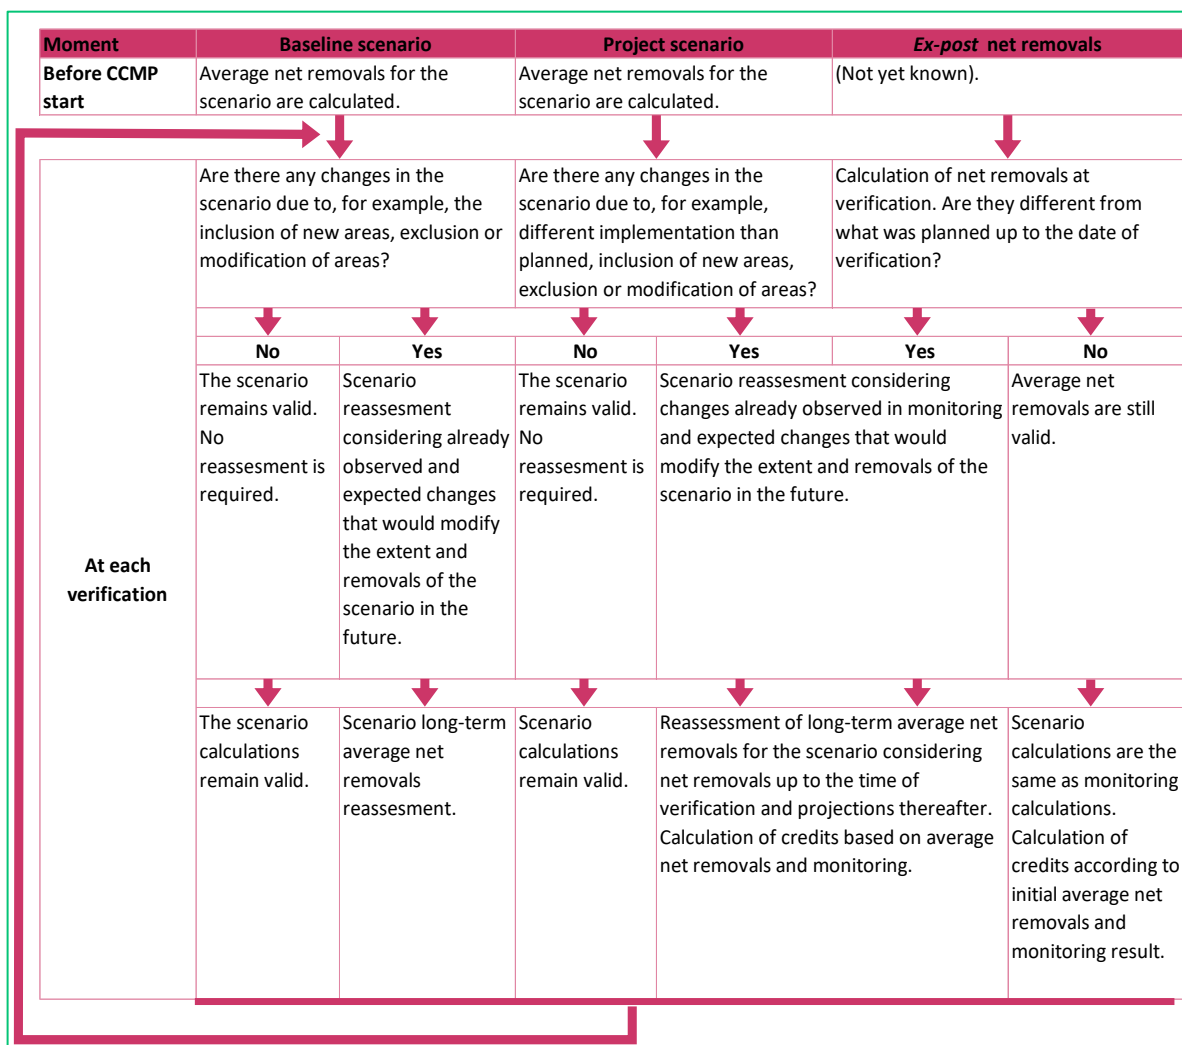 Moment
Baseline scenario
Project scenario
Ex-post net removals
Before CCMP
start
Average net removals for the
scenario are calculated.
Average net removals for the
scenario are calculated.
(Not yet known).
At each
verification
Are there any changes in the
scenario due to, for example, the
inclusion of new areas, exclusion or
modification of areas?
Are there any changes in the
scenario due to, for example,
different implementation than
planned, inclusion of new areas,
exclusion or modification of areas?
Calculation of net removals at
verification. Are they different from
what was planned up to the date of
verification?
No
Yes
No
Yes
Yes
No
The scenario
remains valid.
No
reassesment is
required.
Scenario
reassesment
considering already
observed and
expected changes
that would modify
the extent and
removals of the
scenario in the
future.
The scenario
remains valid.
No
reassesment is
required.
Scenario reassesment considering
changes already observed in monitoring
and expected changes that would
modify the extent and removals of the
scenario in the future.
Average net
removals are still
valid.
The scenario
calculations
remain valid.
Scenario long-term
average net
removals
reassesment.
Scenario
calculations
remain valid.
Reassessment of long-term average net
removals for the scenario considering
net removals up to the time of
verification and projections thereafter.
Calculation of credits based on average
net removals and monitoring.
Scenario
calculations are the
same as monitoring
calculations.
Calculation of
credits according to
initial average net
removals and
monitoring result.